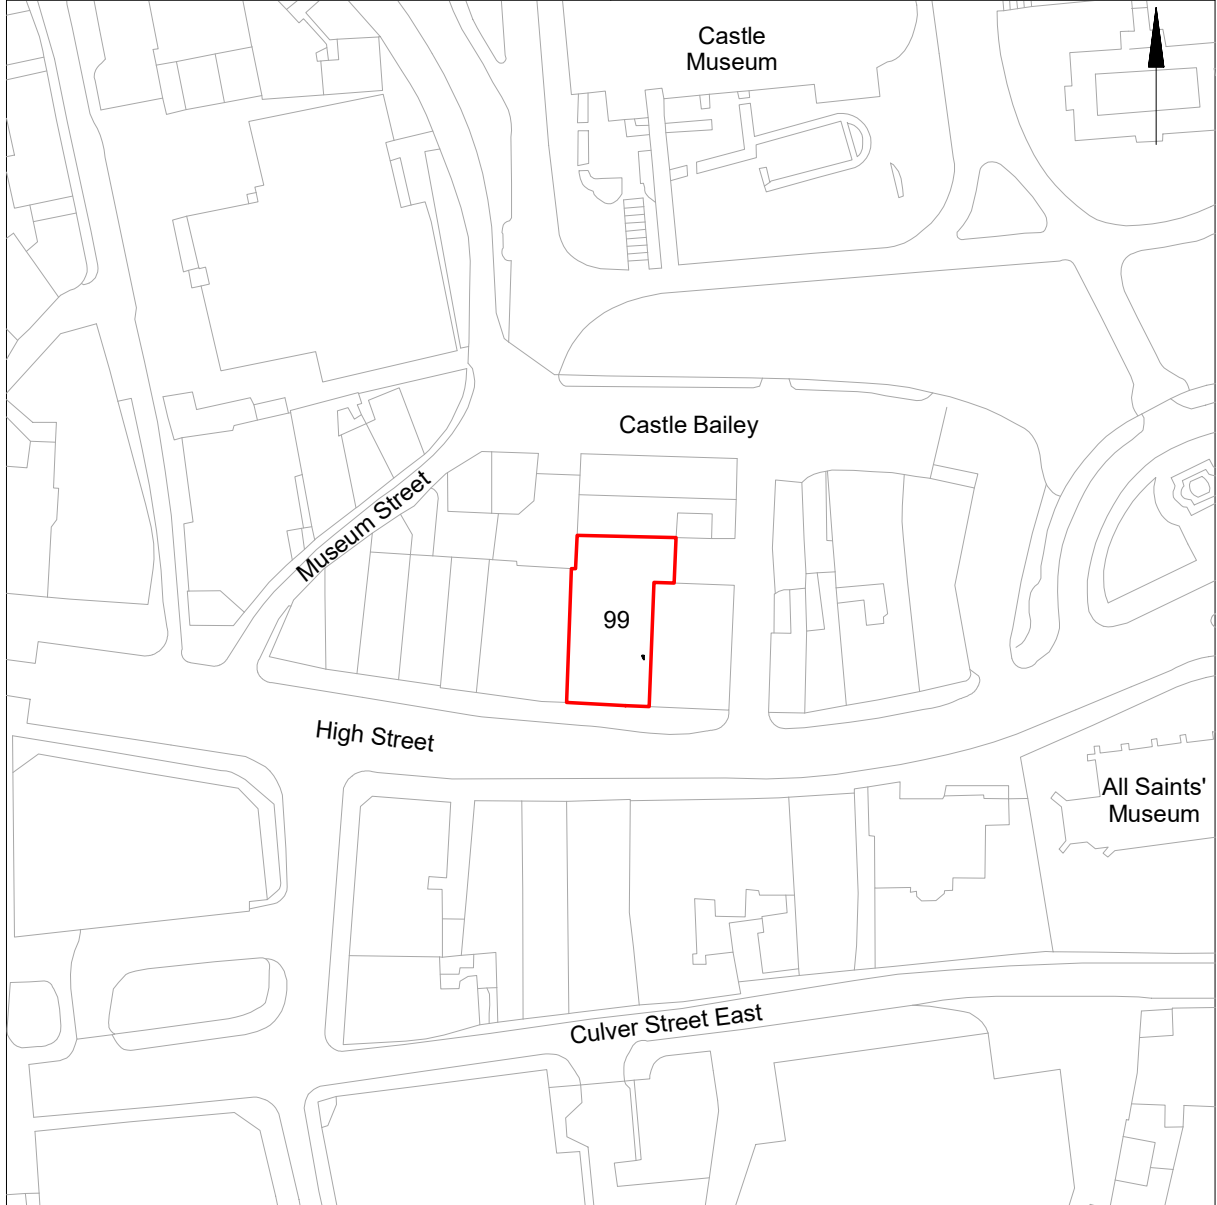 Castle
Museum
Castle Bailey
Museum Street
99
High Street
All Saints'
Museum
Culver Street East